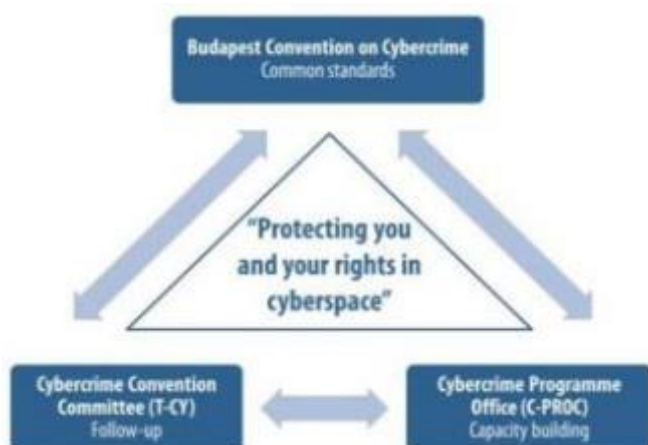 Budapest Convention on Cybercrime
Common standards
“Protecting you
and your rights in
cyberspace”
Cybercrime Convention
Committee (T-CY)
Follow-up
Cybercrime Programme
Office (C-PROC)
Capacity building